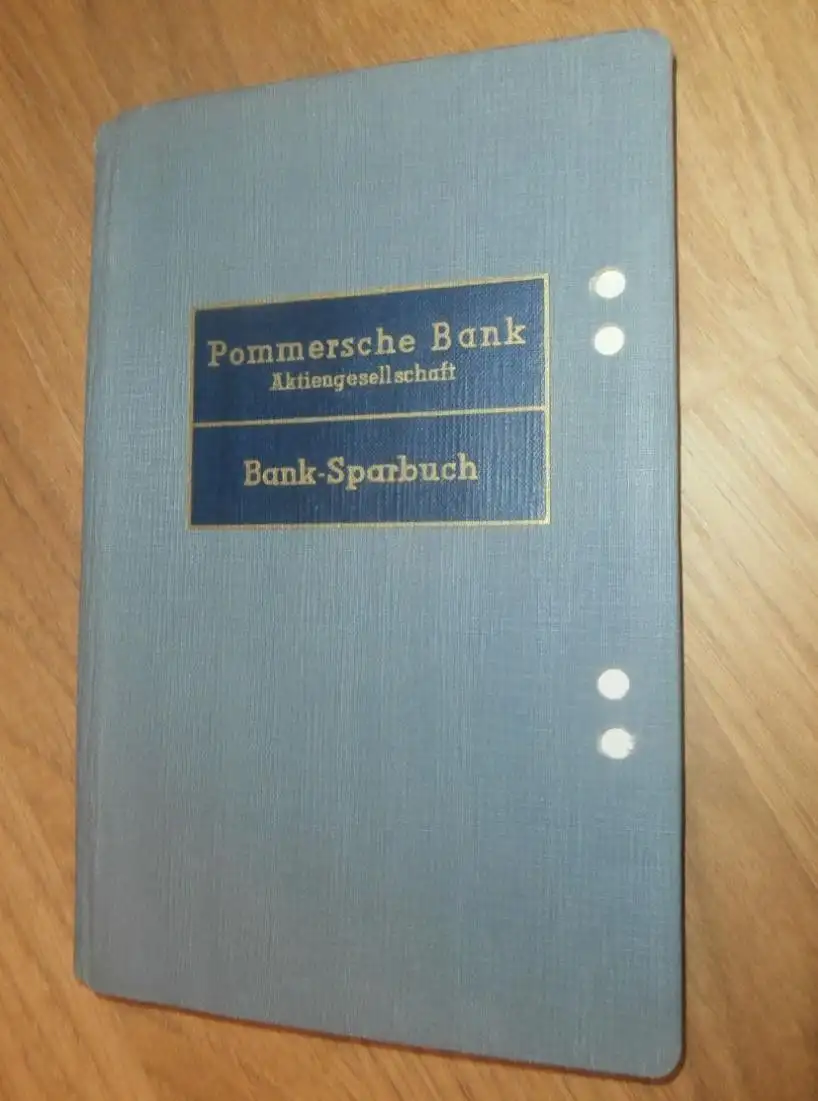 Pommersche Bank
Aktiengesellschaft
Bank-Sparbuch